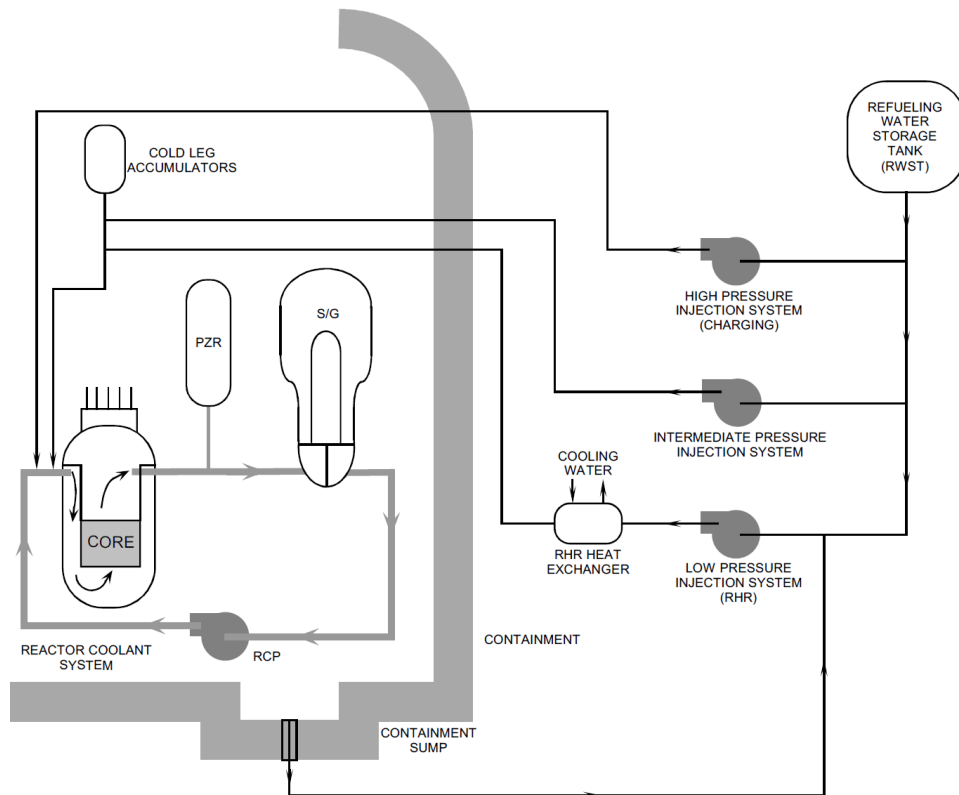 REFUELING
WATER
STORAGE
TANK
(RWST)
COLD LEG
ACCUMULATORS
HIGH PRESSURE
INJECTION SYSTEM
(CHARGING)
PZR
S/G
INTERMEDIATE PRESSURE
INJECTION SYSTEM
COOLING
WATER
CORE
RHR HEAT
EXCHANGER
LOW PRESSURE
INJECTION SYSTEM
(RHR)
REACTOR COOLANT
SYSTEM
RCP
CONTAINMENT
CONTAINMENT
SUMP